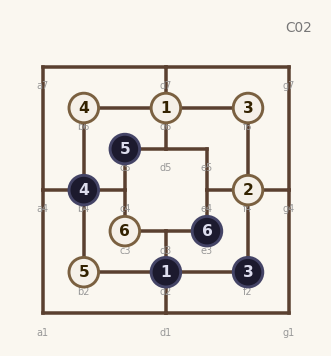 C02
a7 d7 g7
4 1 3
b6 d6 f6
5
c5 d5 e5
4 2
a4 b4 c4 e4 f4 g4
6 6
c3 d3 e3
5 1 3
b2 d2 f2
a1 d1 g1